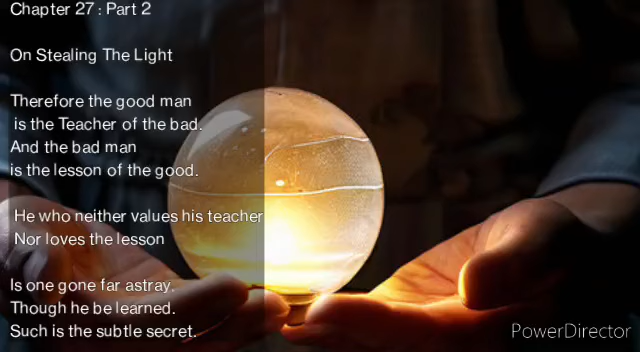 Chapter 27 : Part 2
On Stealing The Light
Therefore the good man
is the Teacher of the bad.
And the bad man
is the lesson of the good.
He who neither values his teacher
Nor loves the lesson
Is one gone far astray,
Though he be learned.
Such is the subtle secret.
PowerDirector